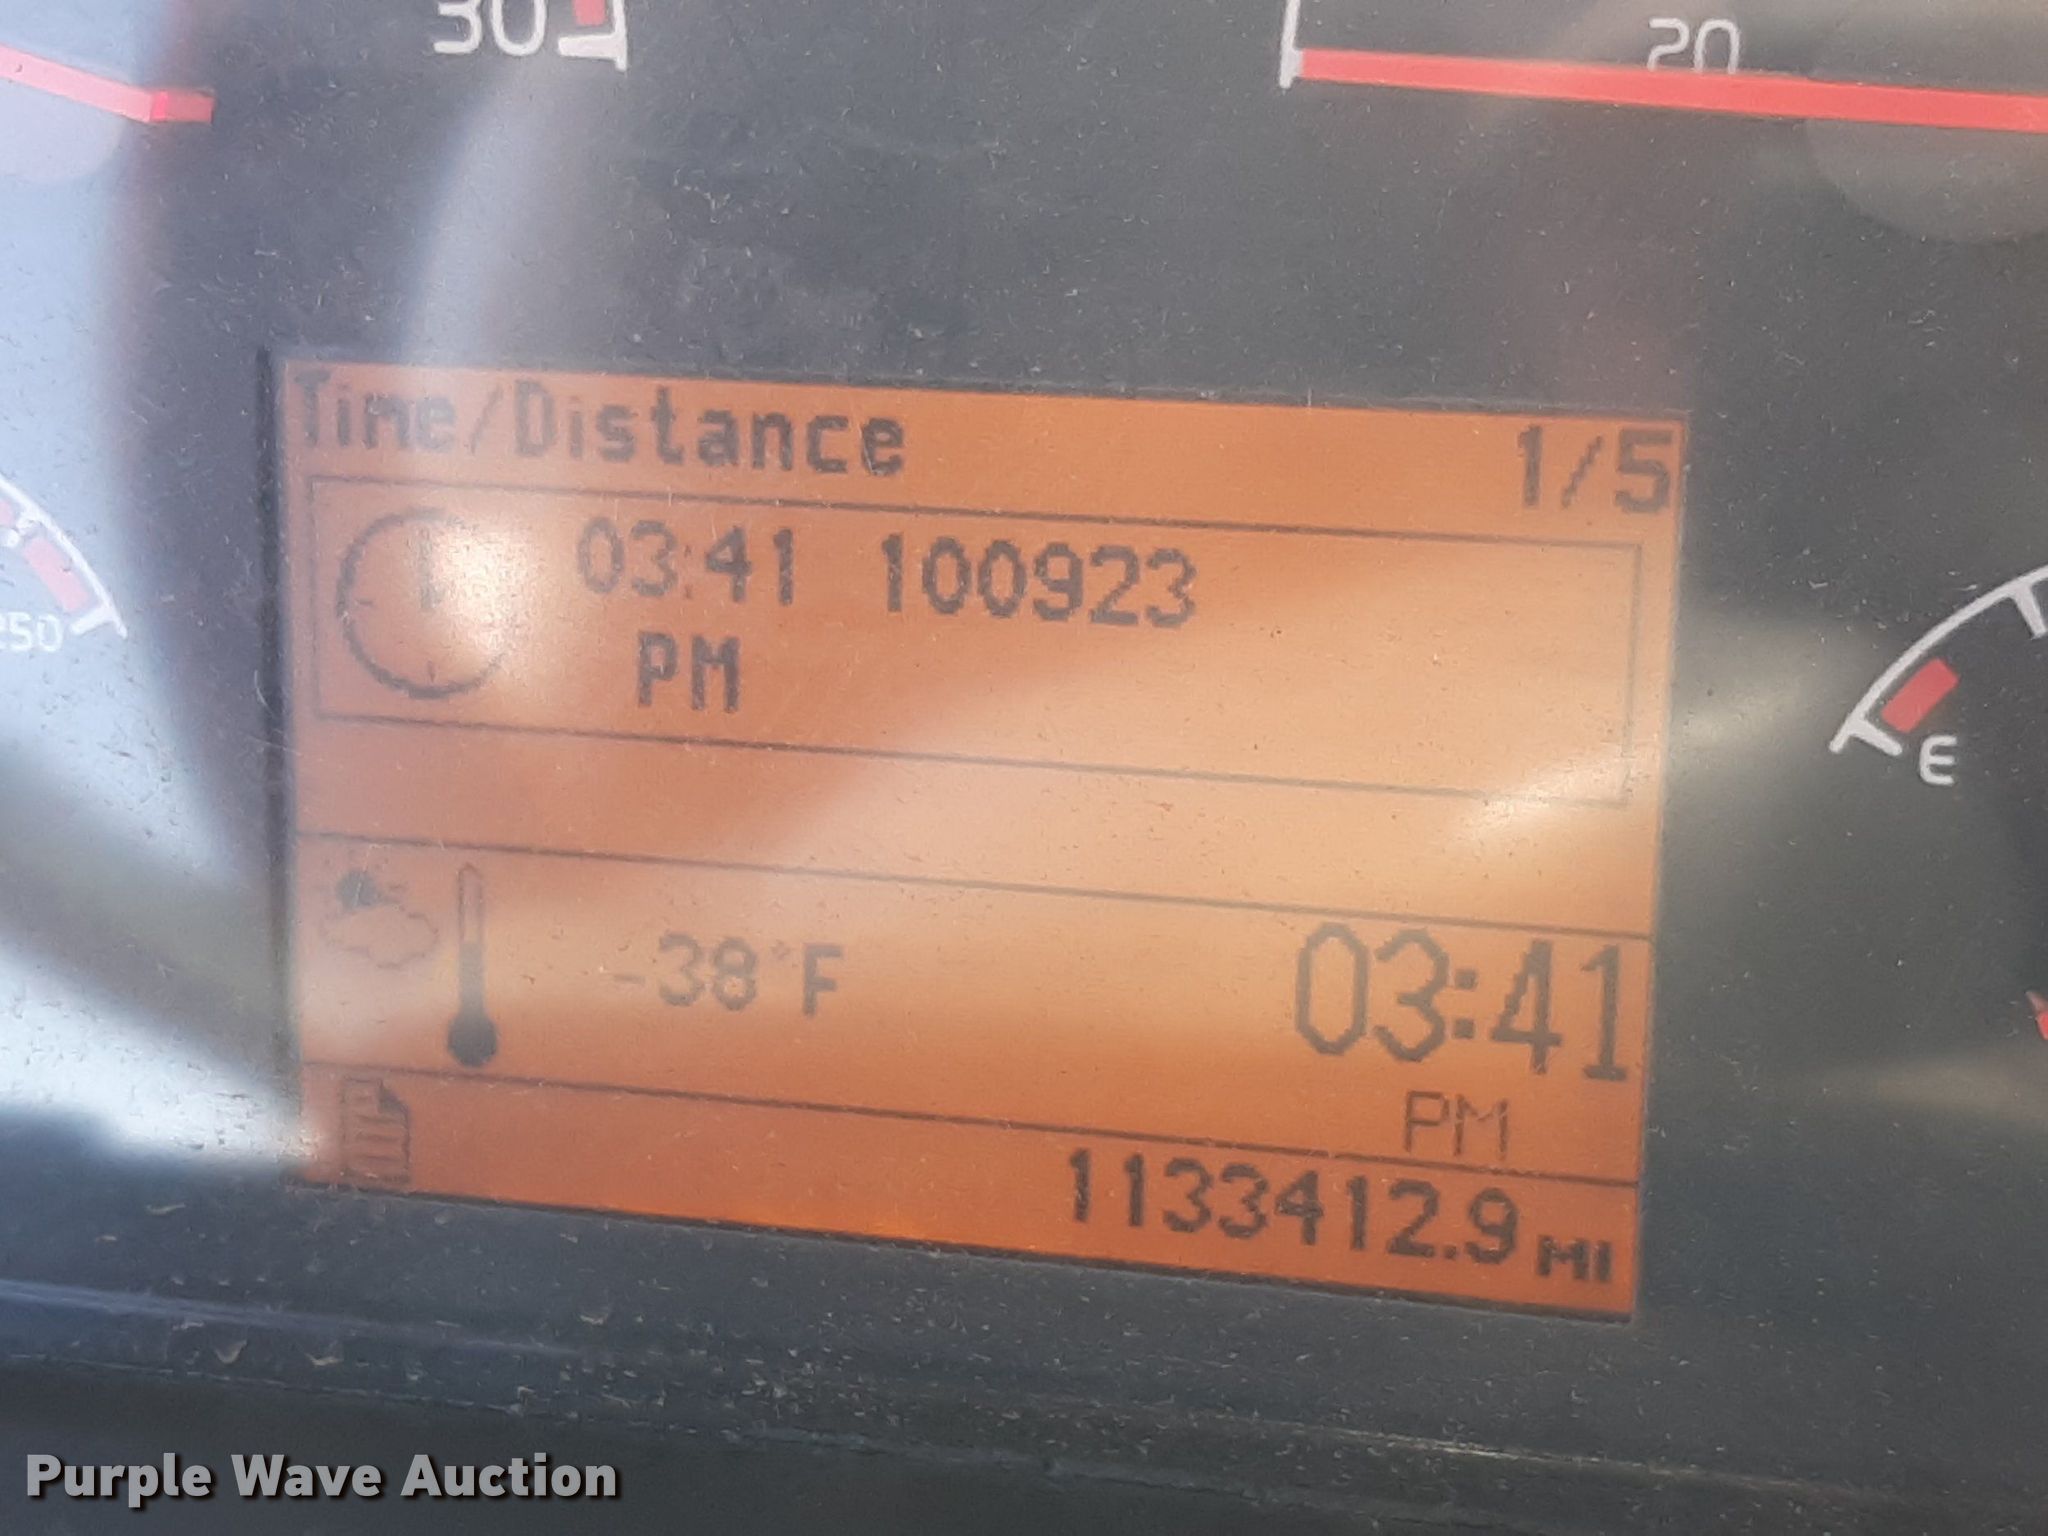 30
20
Time/Distance 1/5
03:41 100923
PM
250
E
-38°F 03:41
PM
1133412.9 MI
Purple Wave Auction